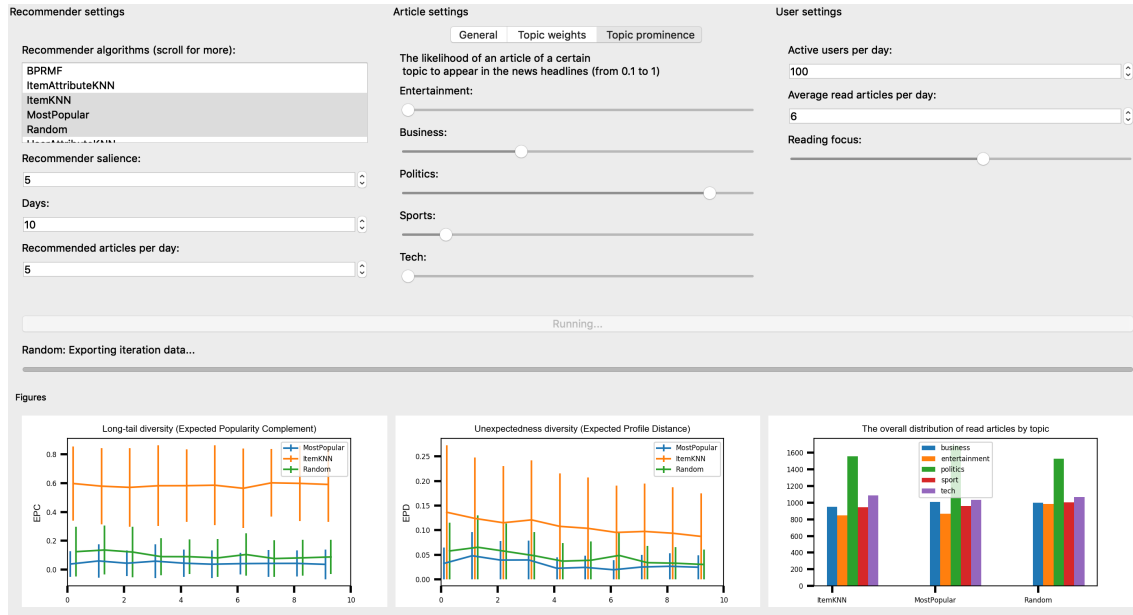 Recommender settings
Article settings
User settings
General
Topic weights
Topic prominence
Recommender algorithms (scroll for more):
BPRMF
ItemAttributeKNN
ItemKNN
MostPopular
Random
Recommender salience:
5
Days:
10
Recommended articles per day:
5
The likelihood of an article of a certain
topic to appear in the news headlines (from 0.1 to 1)
Entertainment:
Business:
Politics:
Sports:
Tech:
Active users per day:
100
Average read articles per day:
6
Reading focus:
Running...
Random: Exporting iteration data...
Figures
Long-tail diversity (Expected Popularity Complement)
MostPopular
ItemKNN
Random
EPC
0.8
0.6
0.4
0.2
0.0
0 2 4 6 8 10
Unexpectedness diversity (Expected Profile Distance)
MostPopular
ItemKNN
Random
EPD
0.25
0.20
0.15
0.10
0.05
0.00
0 2 4 6 8 10
The overall distribution of read articles by topic
business
entertainment
politics
sport
tech
1600
1400
1200
1000
800
600
400
200
0
ItemKNN MostPopular Random